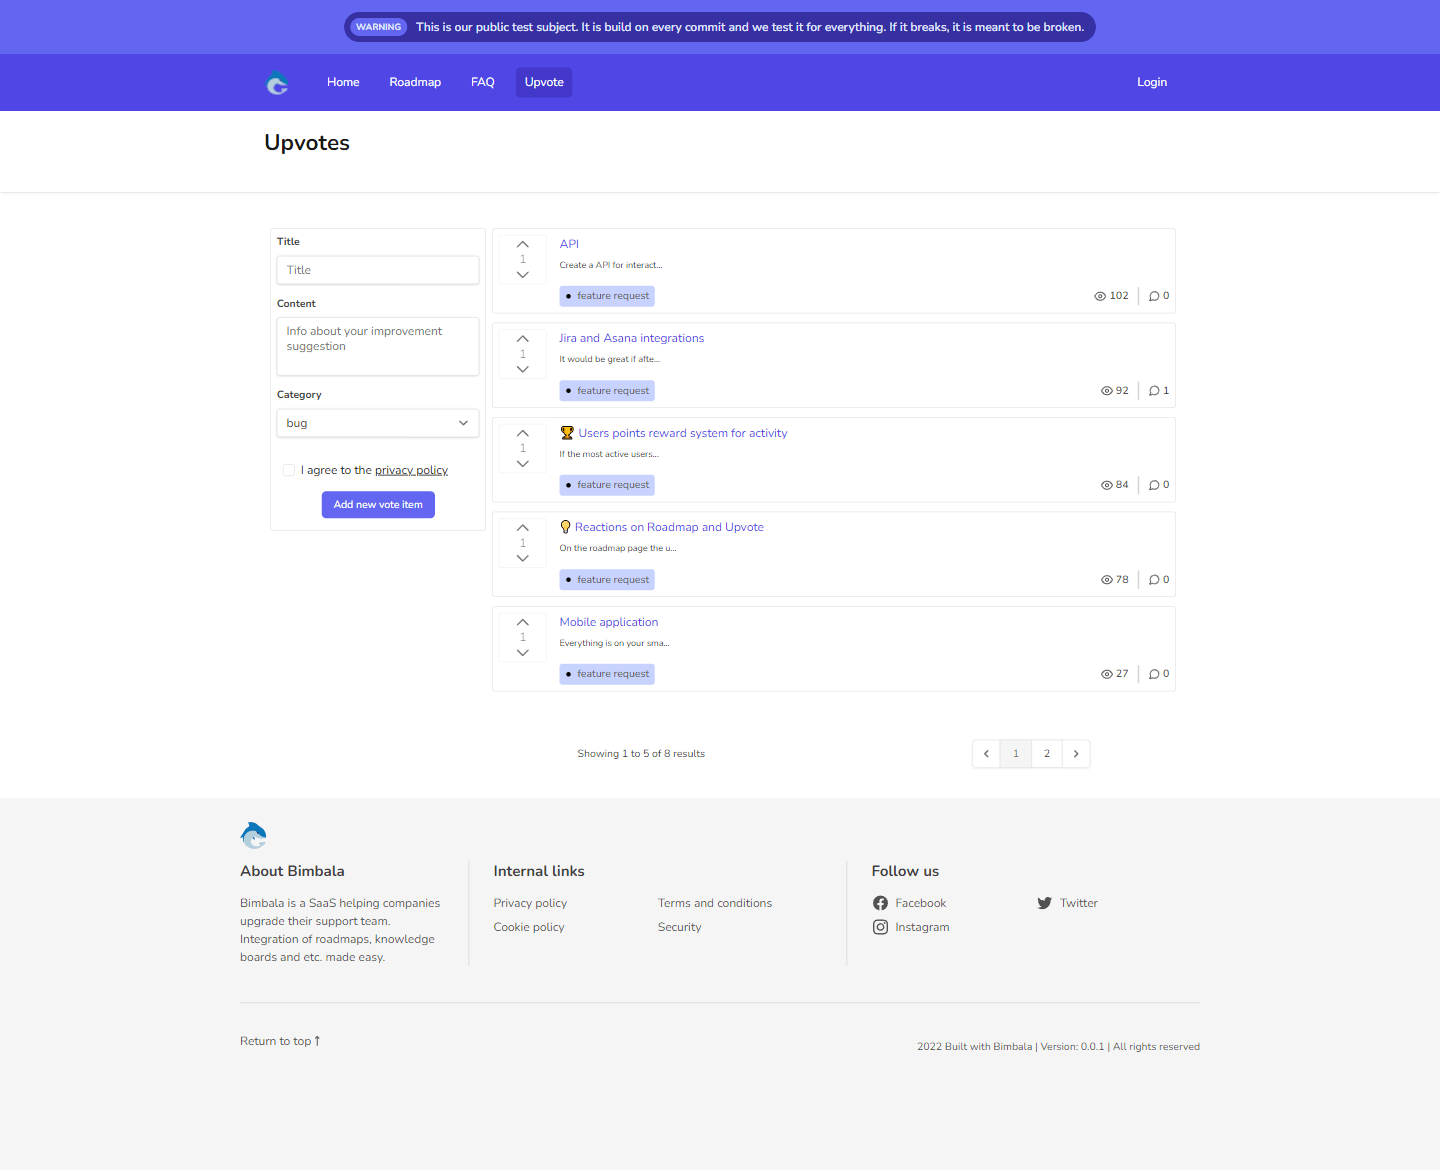 WARNING This is our public test subject. It is build on every commit and we test it for everything. If it breaks, it is meant to be broken.
Home Roadmap FAQ Upvote Login
Upvotes
Title
Title
Content
Info about your improvement
suggestion
Category
bug
I agree to the privacy policy
Add new vote item
API
1
Create a API for interact...
feature request 102 0
Jira and Asana integrations
1
It would be great if afte...
feature request 92 1
🏆 Users points reward system for activity
1
If the most active users...
feature request 84 0
💡 Reactions on Roadmap and Upvote
1
On the roadmap page the u...
feature request 78 0
Mobile application
1
Everything is on your sma...
feature request 27 0
Showing 1 to 5 of 8 results
1 2
About Bimbala
Bimbala is a SaaS helping companies
upgrade their support team.
Integration of roadmaps, knowledge
boards and etc. made easy.
Internal links
Privacy policy Terms and conditions
Cookie policy Security
Follow us
Facebook Twitter
Instagram
Return to top ↑
2022 Built with Bimbala | Version: 0.0.1 | All rights reserved